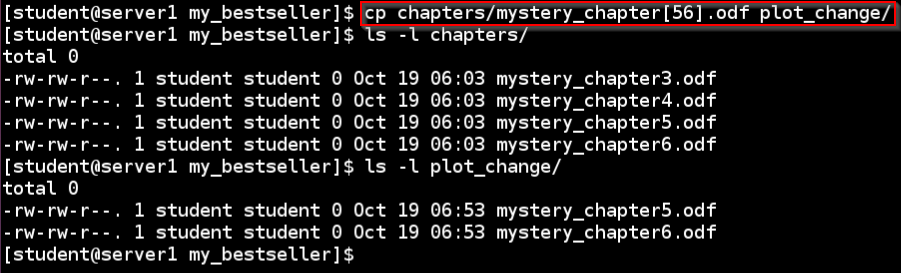 [student@server1 my_bestseller]$ cp chapters/mystery_chapter[56].odf plot_change/
[student@server1 my_bestseller]$ ls -l chapters/
total 0
-rw-rw-r--. 1 student student 0 Oct 19 06:03 mystery_chapter3.odf
-rw-rw-r--. 1 student student 0 Oct 19 06:03 mystery_chapter4.odf
-rw-rw-r--. 1 student student 0 Oct 19 06:03 mystery_chapter5.odf
-rw-rw-r--. 1 student student 0 Oct 19 06:03 mystery_chapter6.odf
[student@server1 my_bestseller]$ ls -l plot_change/
total 0
-rw-rw-r--. 1 student student 0 Oct 19 06:53 mystery_chapter5.odf
-rw-rw-r--. 1 student student 0 Oct 19 06:53 mystery_chapter6.odf
[student@server1 my_bestseller]$